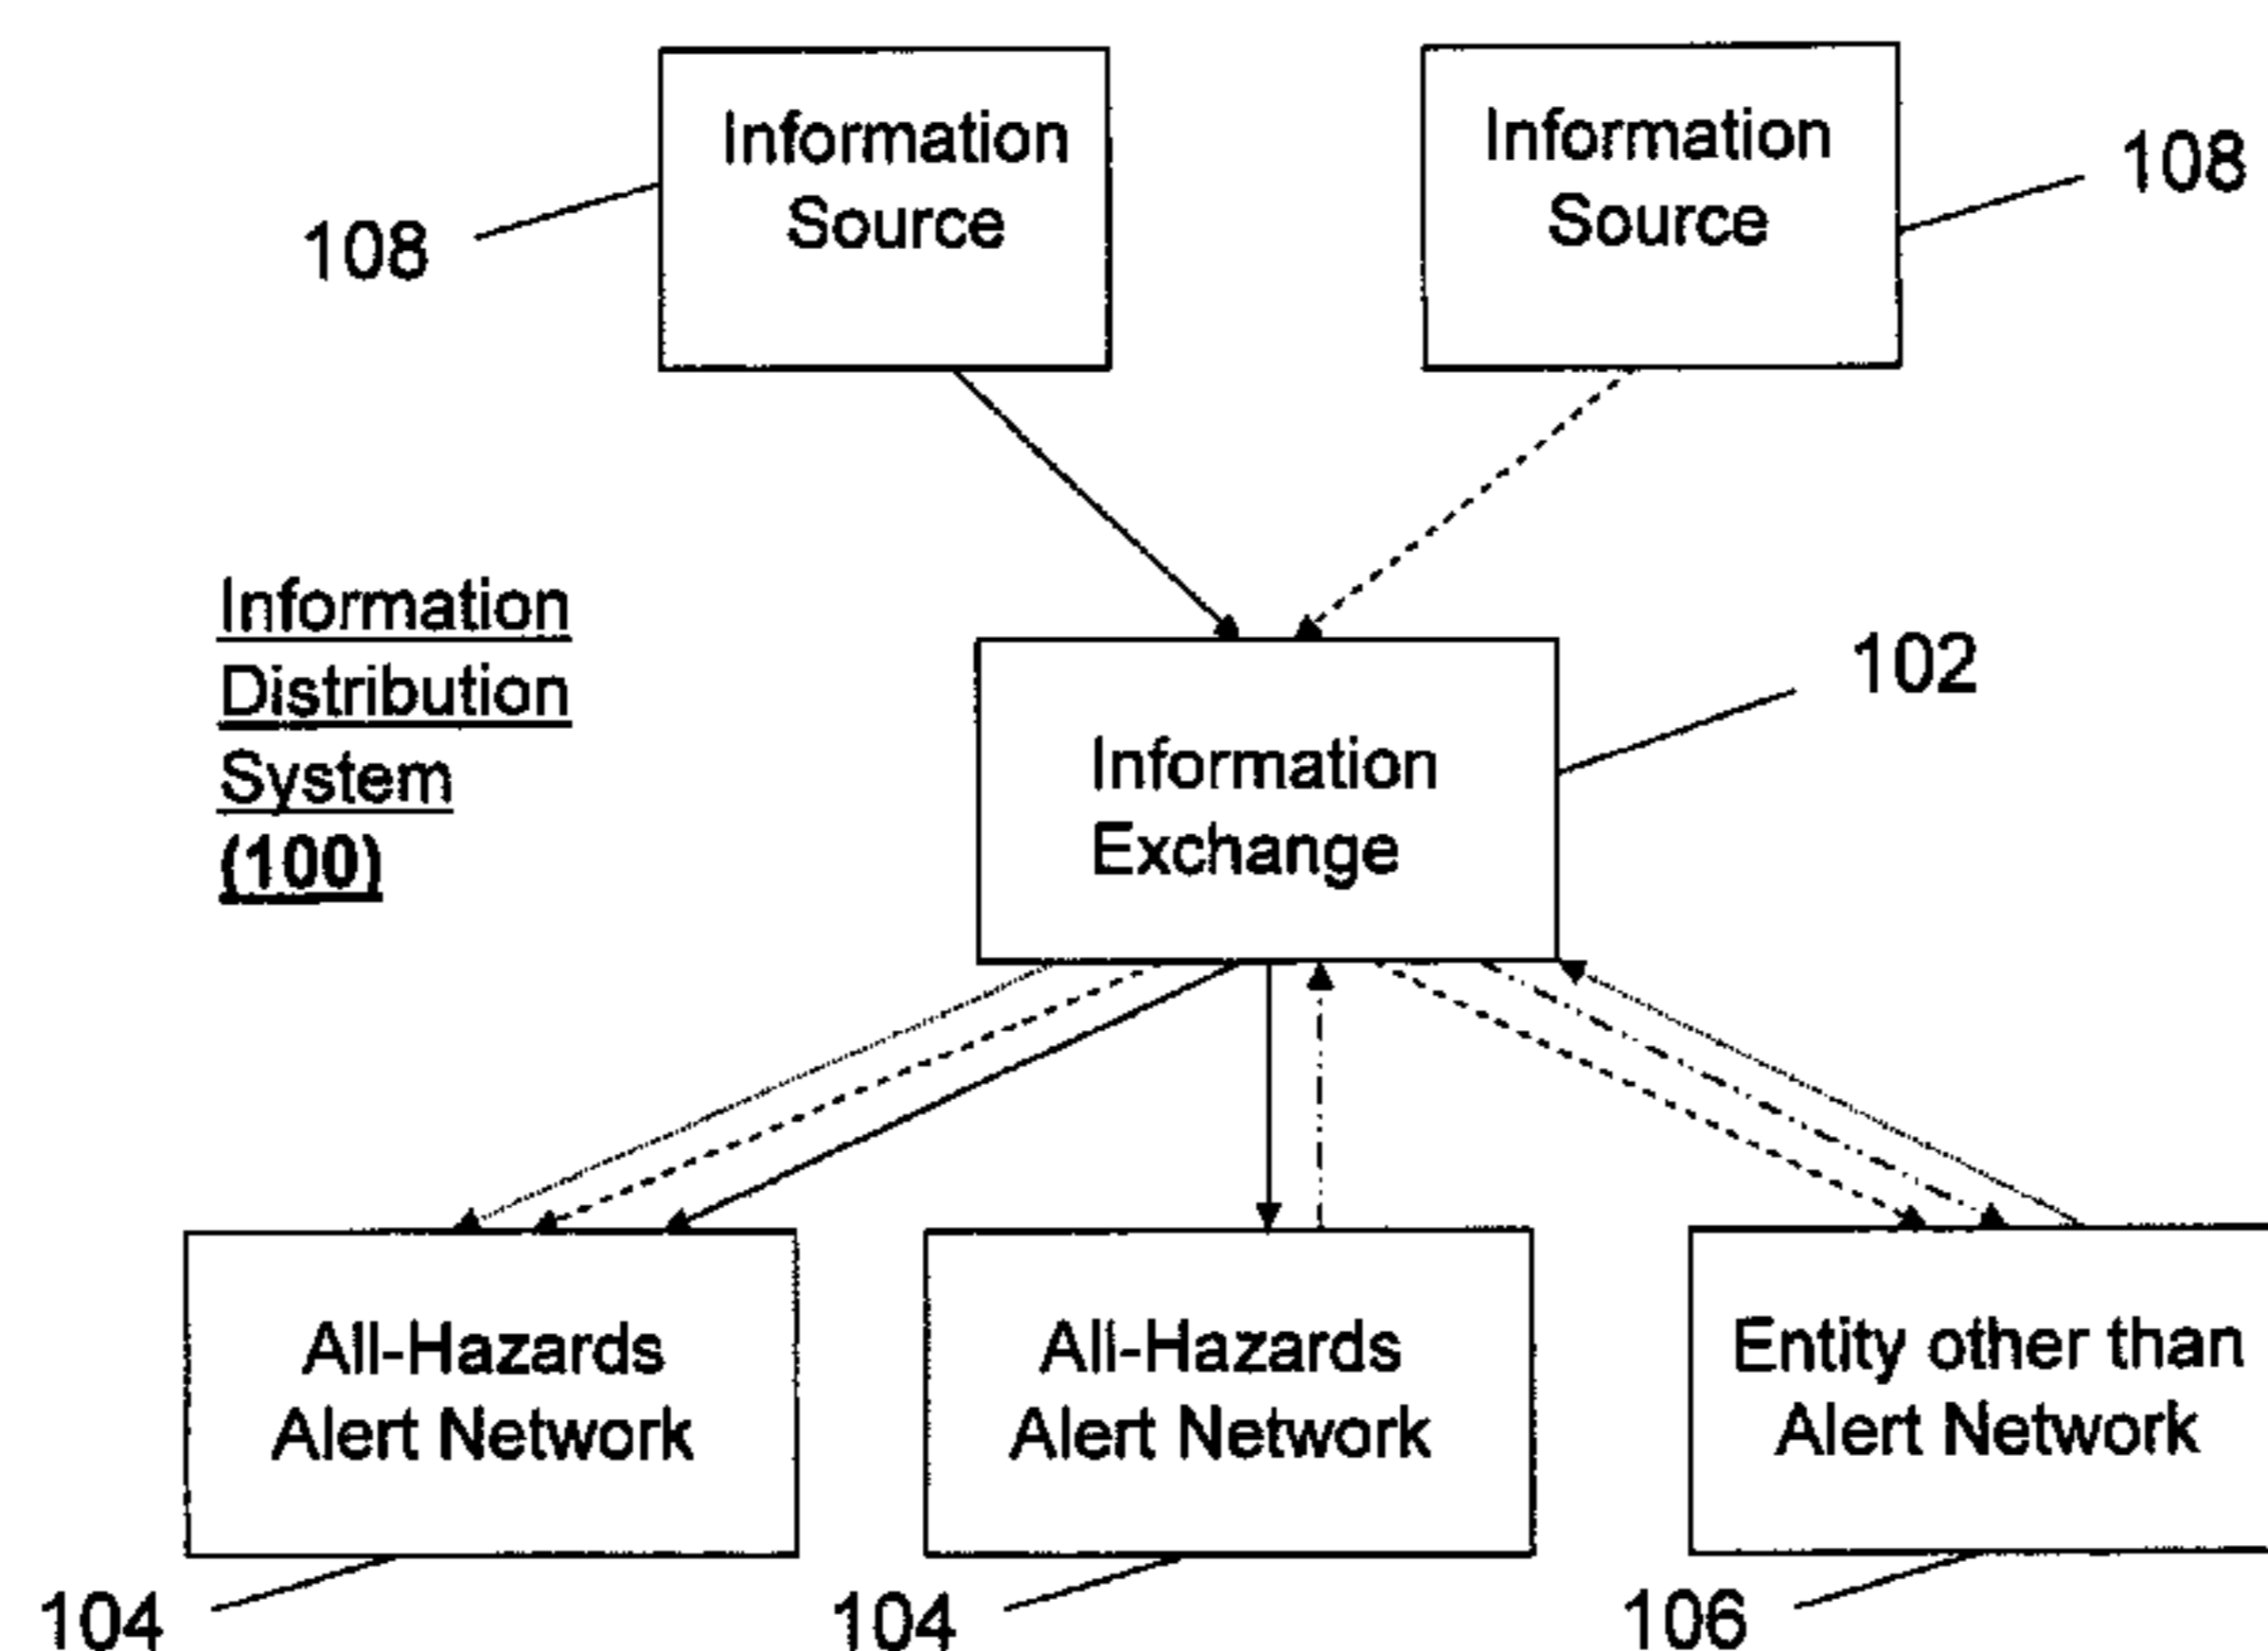 Information
Source
108
Information
Source
108
Information
Distribution
System
(100)
Information
Exchange
102
All-Hazards
Alert Network
104
All-Hazards
Alert Network
104
Entity other than
Alert Network
106